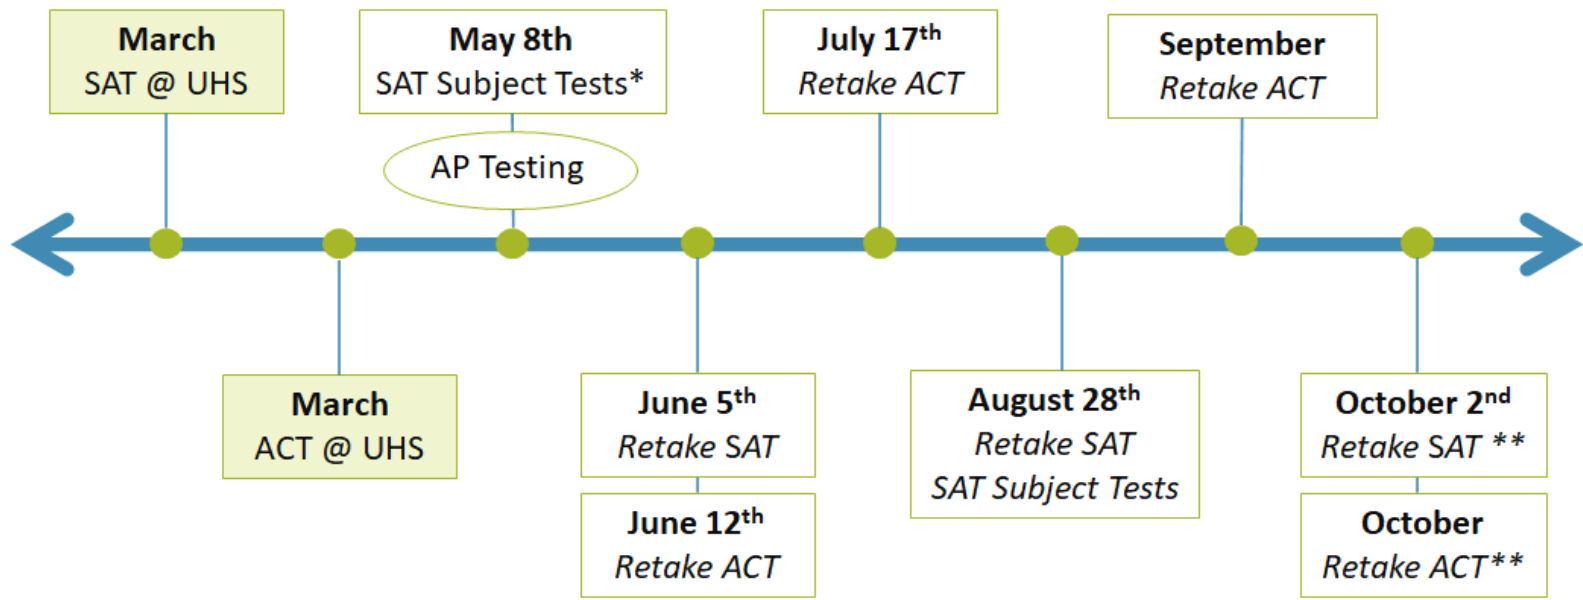 March
SAT @ UHS
May 8th
SAT Subject Tests*
AP Testing
July 17th
Retake ACT
September
Retake ACT
March
ACT @ UHS
June 5th
Retake SAT
June 12th
Retake ACT
August 28th
Retake SAT
SAT Subject Tests
October 2nd
Retake SAT **
October
Retake ACT**